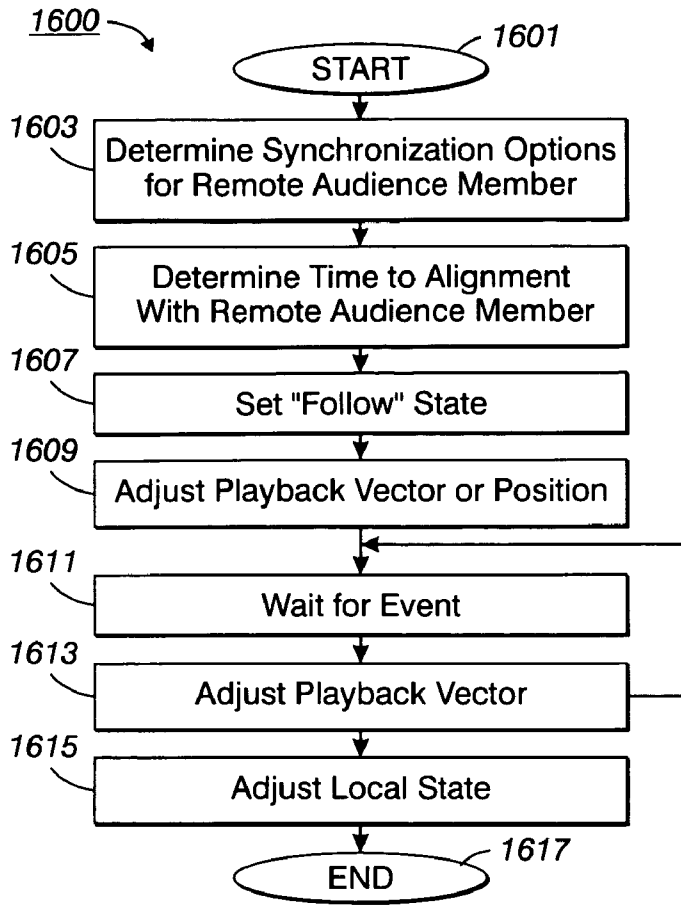 1600
1601
START
1603
Determine Synchronization Options
for Remote Audience Member
1605
Determine Time to Alignment
With Remote Audience Member
1607
Set "Follow" State
1609
Adjust Playback Vector or Position
1611
Wait for Event
1613
Adjust Playback Vector
1615
Adjust Local State
1617
END